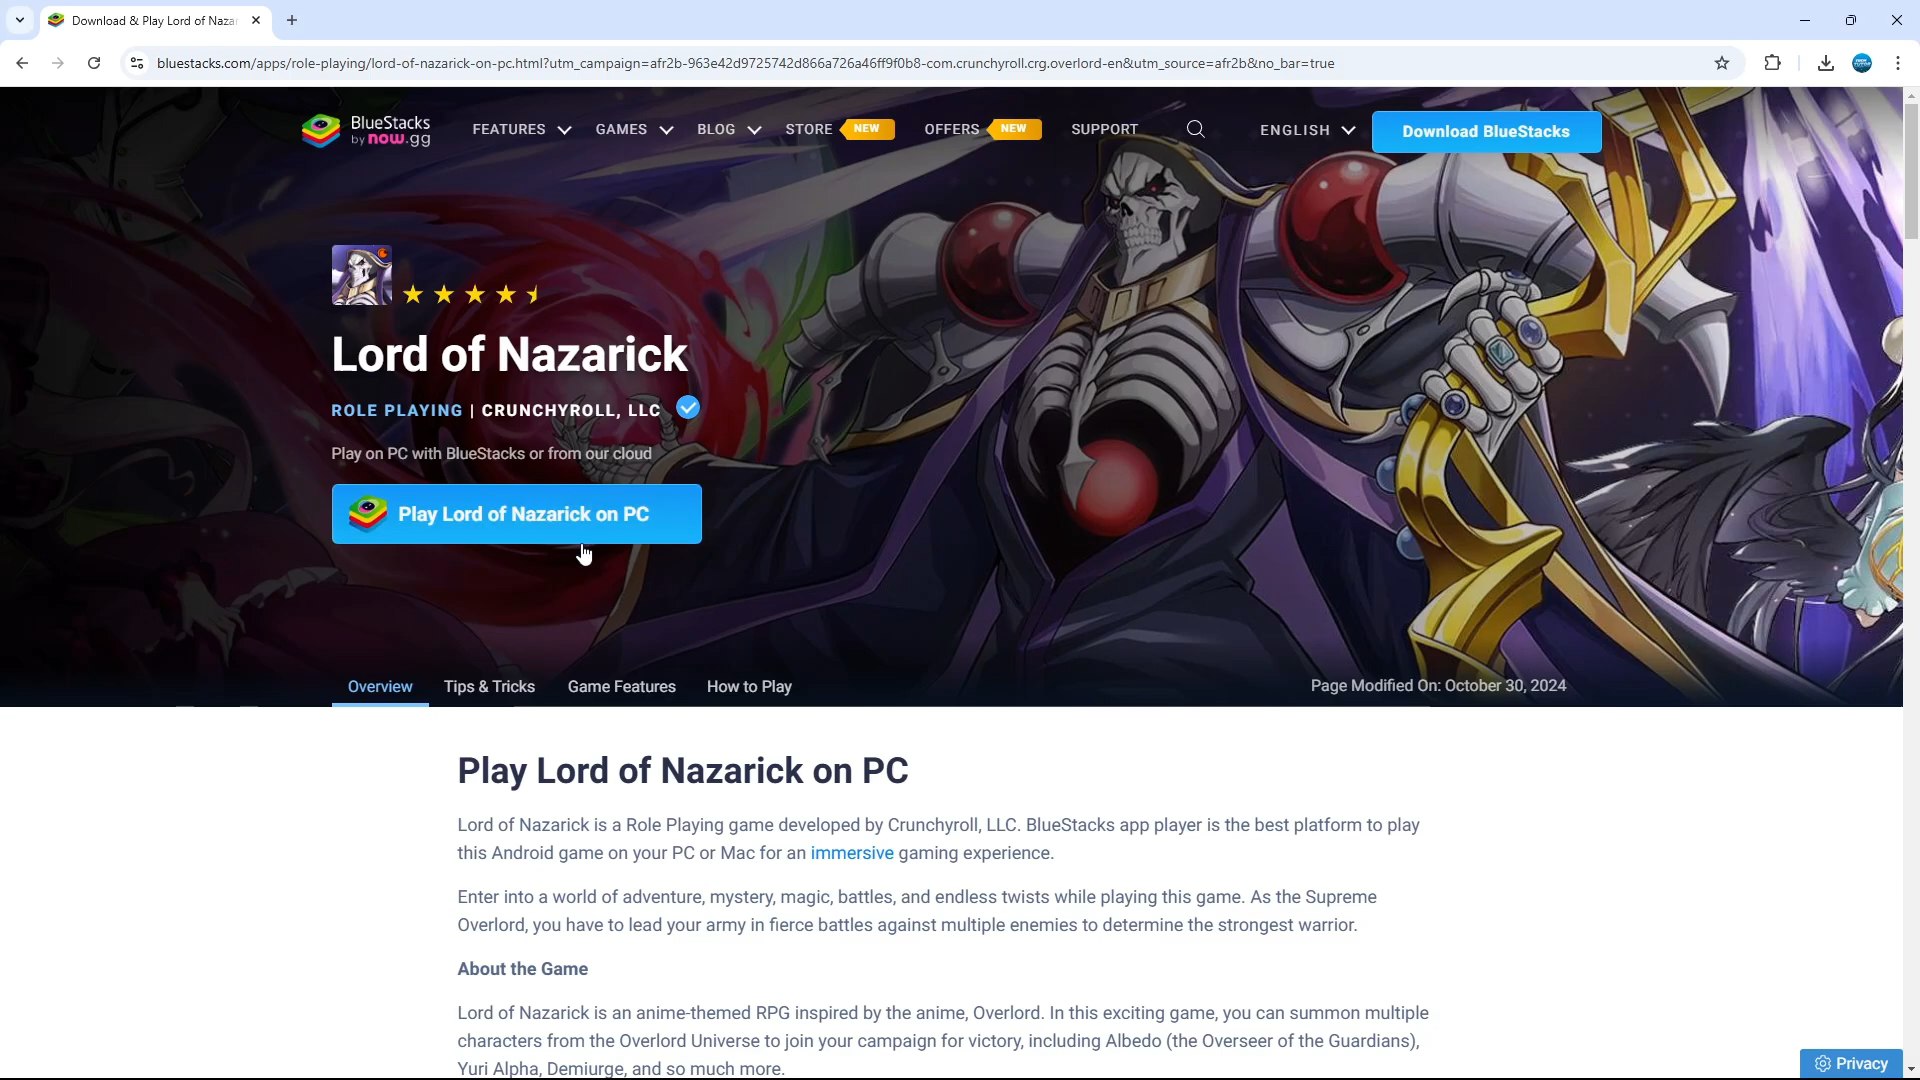 Download & Play Lord of Naza
bluestacks.com/apps/role-playing/lord-of-nazarick-on-pc.html?utm_campaign=afr2b-963e42d9725742d866a726a46ff9f0b8-com.crunchyroll.crg.overlord-en&utm_source=afr2b&no_bar=true
BlueStacks
by now.gg
FEATURES
GAMES
BLOG
STORE
NEW
OFFERS
NEW
SUPPORT
ENGLISH
Download BlueStacks
Lord of Nazarick
ROLE PLAYING | CRUNCHYROLL, LLC
Play on PC with BlueStacks or from our cloud
Play Lord of Nazarick on PC
Overview
Tips & Tricks
Game Features
How to Play
Page Modified On: October 30, 2024
Play Lord of Nazarick on PC
Lord of Nazarick is a Role Playing game developed by Crunchyroll, LLC. BlueStacks app player is the best platform to play
this Android game on your PC or Mac for an immersive gaming experience.
Enter into a world of adventure, mystery, magic, battles, and endless twists while playing this game. As the Supreme
Overlord, you have to lead your army in fierce battles against multiple enemies to determine the strongest warrior.
About the Game
Lord of Nazarick is an anime-themed RPG inspired by the anime, Overlord. In this exciting game, you can summon multiple
characters from the Overlord Universe to join your campaign for victory, including Albedo (the Overseer of the Guardians),
Yuri Alpha, Demiurge, and so much more.
Privacy